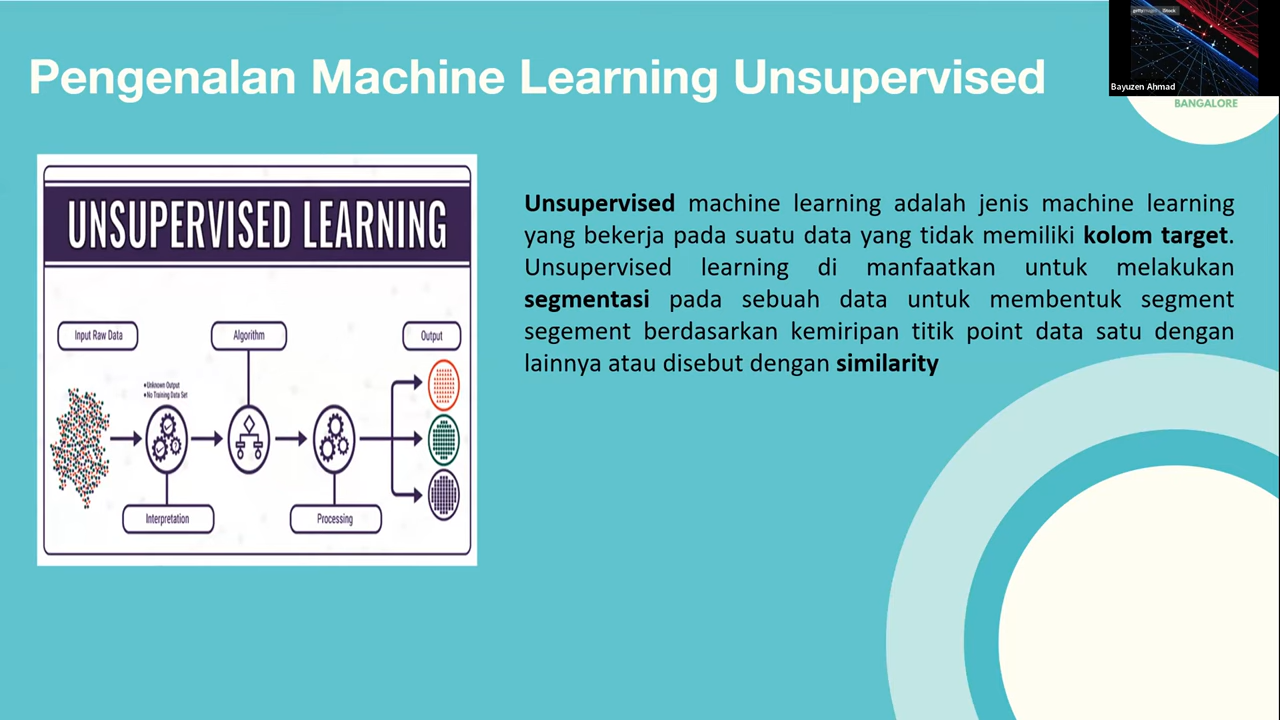 gettyimages iStock
Bayuzen Ahmad
BANGALORE
Pengenalan Machine Learning Unsupervised
UNSUPERVISED LEARNING
Input Raw Data
Algorithm
Output
•Unknown Output
•No Training Data Set
Interpretation
Processing
Unsupervised machine learning adalah jenis machine learning
yang bekerja pada suatu data yang tidak memiliki kolom target.
Unsupervised learning di manfaatkan untuk melakukan
segmentasi pada sebuah data untuk membentuk segment
segement berdasarkan kemiripan titik point data satu dengan
lainnya atau disebut dengan similarity